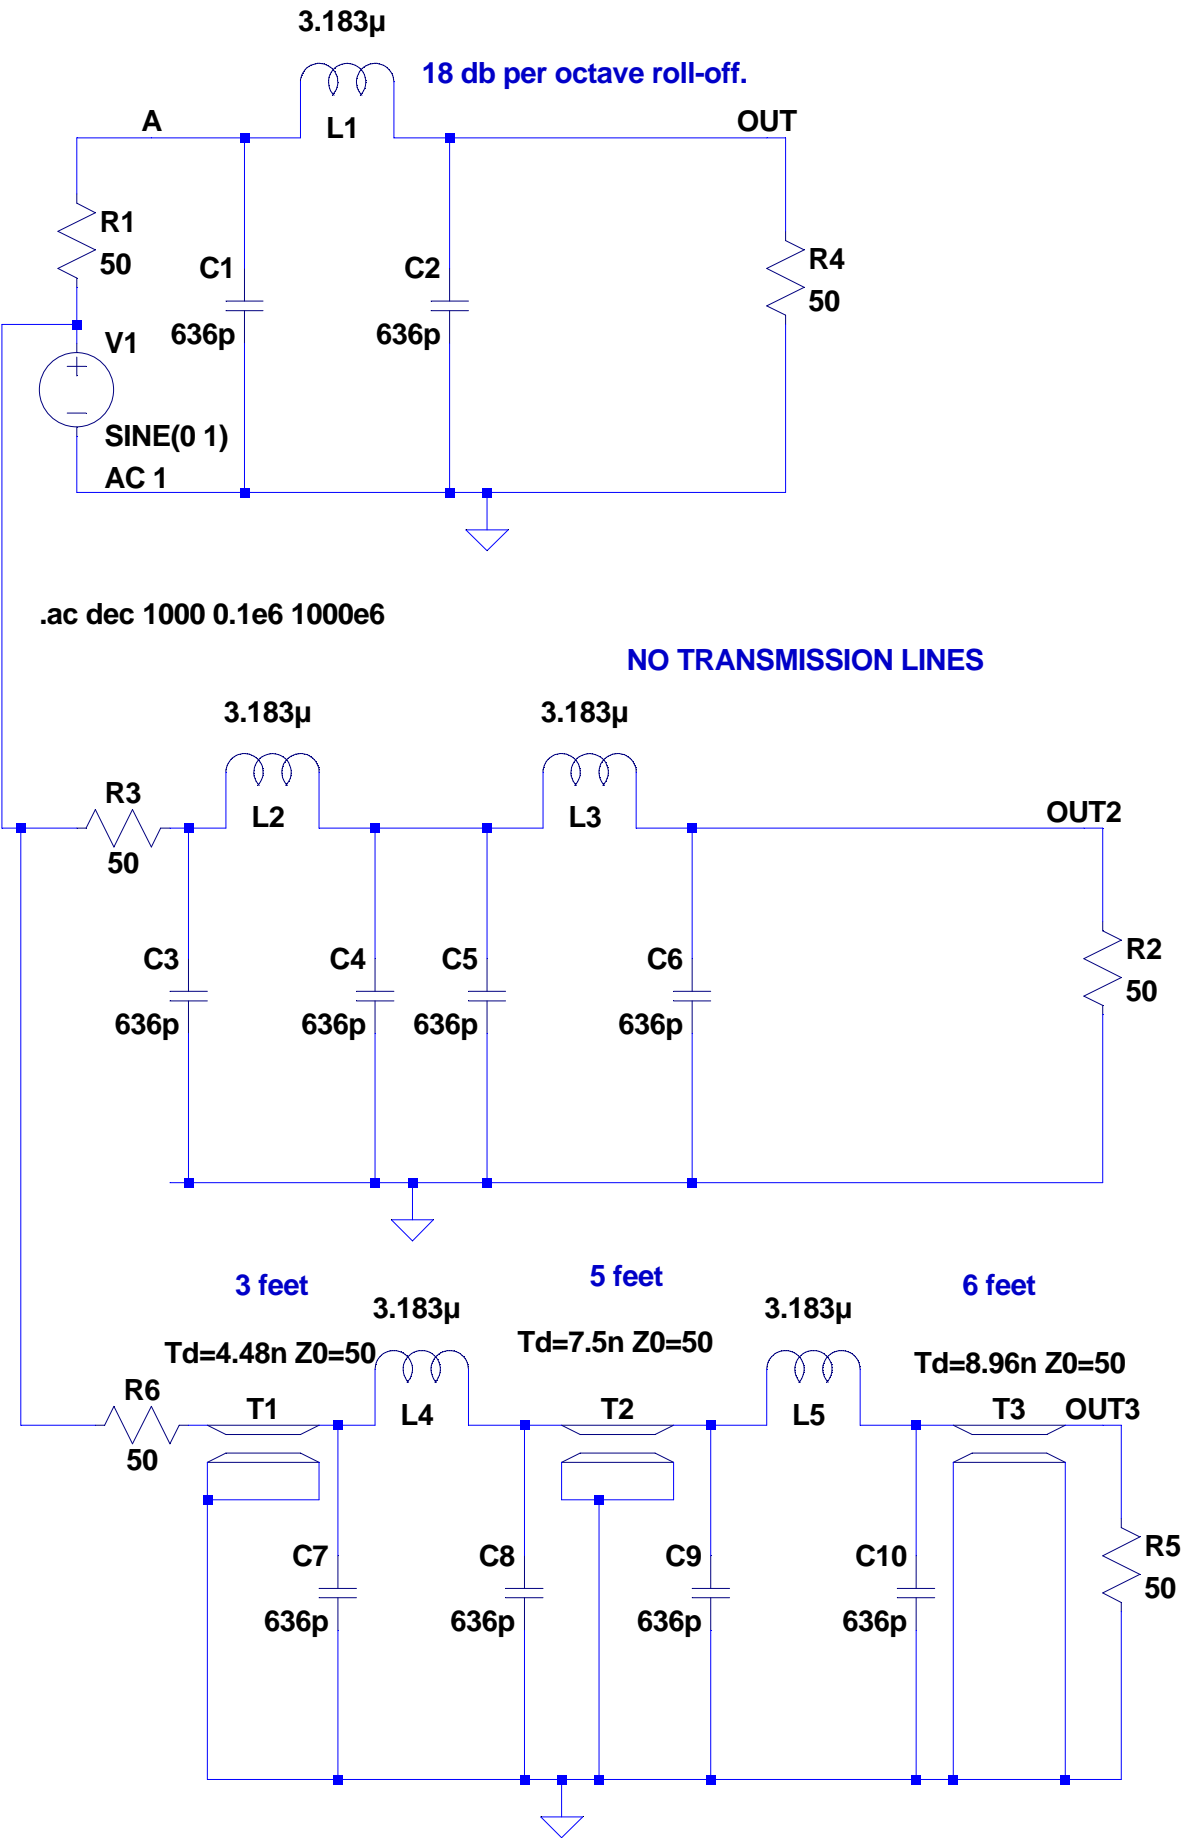 3.183µ
18 db per octave roll-off.
A
L1
OUT
R1
50
C1
636p
C2
636p
R4
50
V1
SINE(0 1)
AC 1
.ac dec 1000 0.1e6 1000e6
NO TRANSMISSION LINES
3.183µ
3.183µ
R3
50
L2
L3
OUT2
C3
636p
C4
636p
C5
636p
C6
636p
R2
50
3 feet
5 feet
6 feet
3.183µ
3.183µ
Td=4.48n Z0=50
Td=7.5n Z0=50
Td=8.96n Z0=50
R6
50
T1
L4
T2
L5
T3
OUT3
C7
636p
C8
636p
C9
636p
C10
636p
R5
50